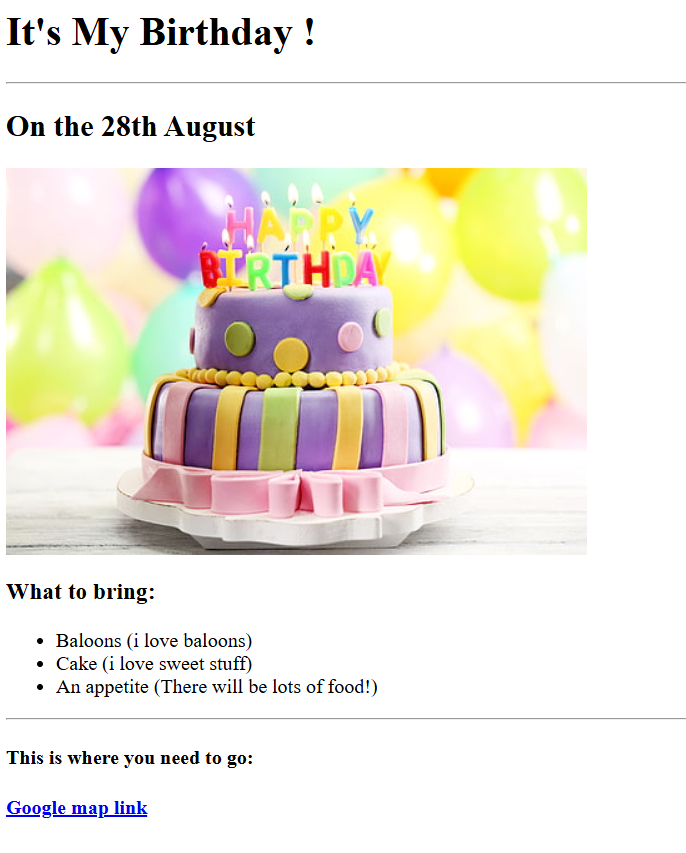 It's My Birthday !
On the 28th August
HAPPY
BIRTHDAY
What to bring:
Baloons (i love baloons)
Cake (i love sweet stuff)
An appetite (There will be lots of food!)
This is where you need to go:
Google map link